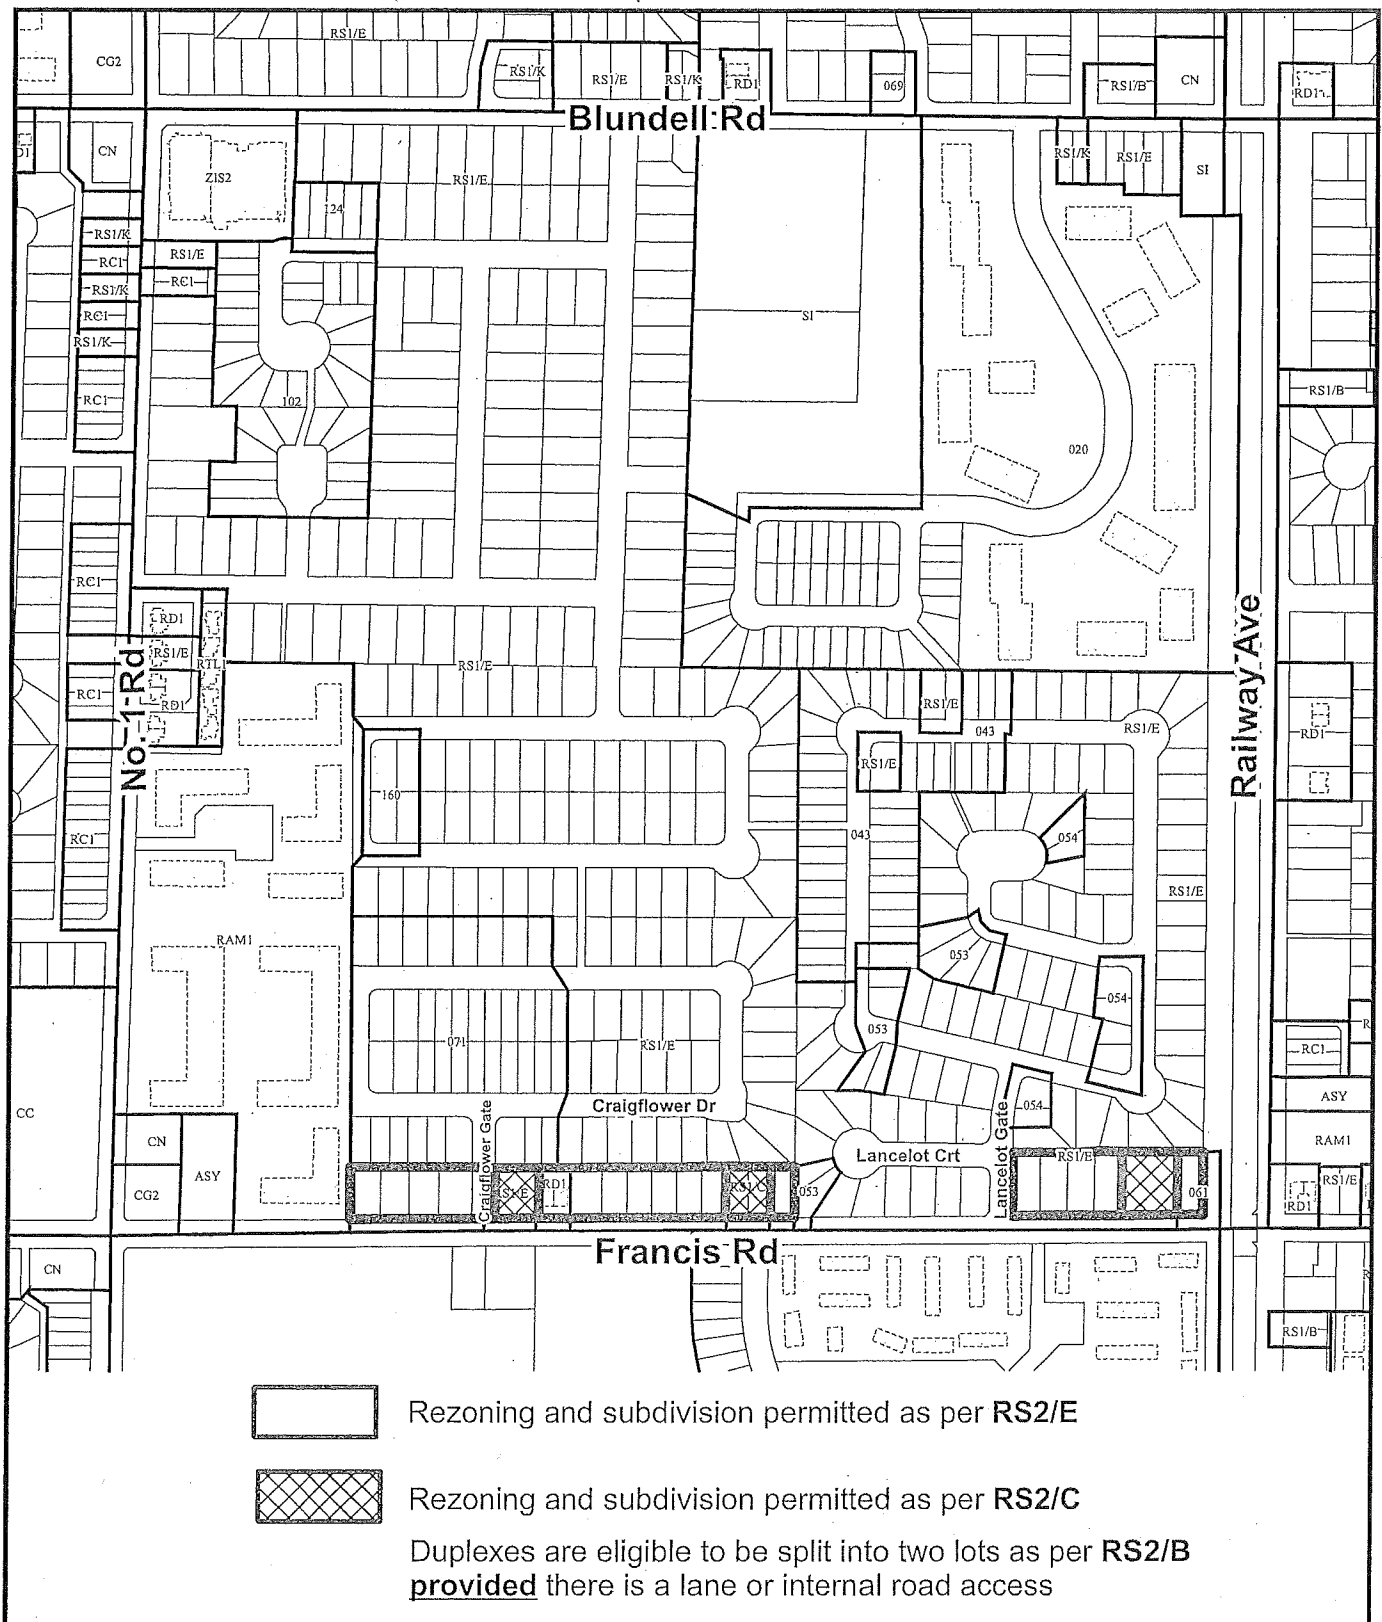 RS1/E
CG2
RS1/K
RS1/E
RS1/K
RD1
069
RS1/B
CN
RD1
Blundell Rd
D1
CN
ZIS2
RS1/E
RS1/K
RS1/E
SI
124
RS1/K
RS1/E
RC1
RC1
RS1/K
RC1
RS1/K
SI
RC1
102
RS1/B
020
RC1
RD1
RS1/E
RTL1
RS1/E
RC1
RD1
No. 1 Rd
Railway Ave
RS1/E
043
RS1/E
RD1
RS1/E
160
043
054
RC1
RS1/E
RAM1
053
054
053
R
071
RS1/E
RC1
ASY
CC
Craigflower Dr
054
CN
Craigflower Gate
Lancelot Gate
RAM1
Lancelot Crt
RS1/E
CG2
ASY
RS1/E
RD1
RS1/C
053
061
RD1
RS1/E
Francis Rd
CN
RS1/B
Rezoning and subdivision permitted as per RS2/E
Rezoning and subdivision permitted as per RS2/C
Duplexes are eligible to be split into two lots as per RS2/B
provided there is a lane or internal road access